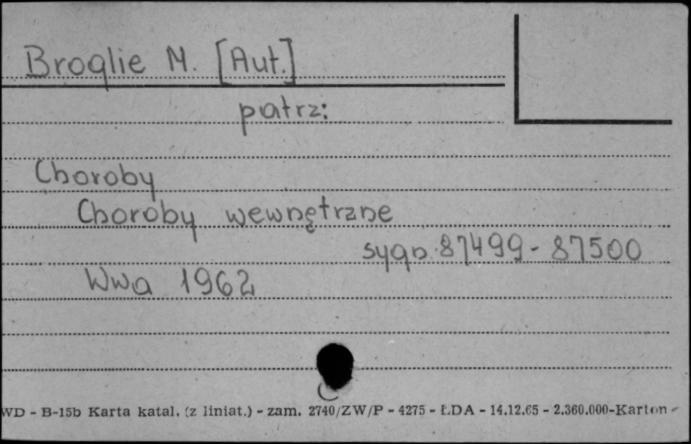 Broglie M. [Aut.]
patrz:
Choroby
Choroby wewnętrzne
sygn. 87499 - 87500
Wwa 1962
WD - B-15b Karta katal. (z liniat.) - zam. 2740/ZW/P - 4275 - ŁDA - 14.12.65 - 2.360.000-Karton